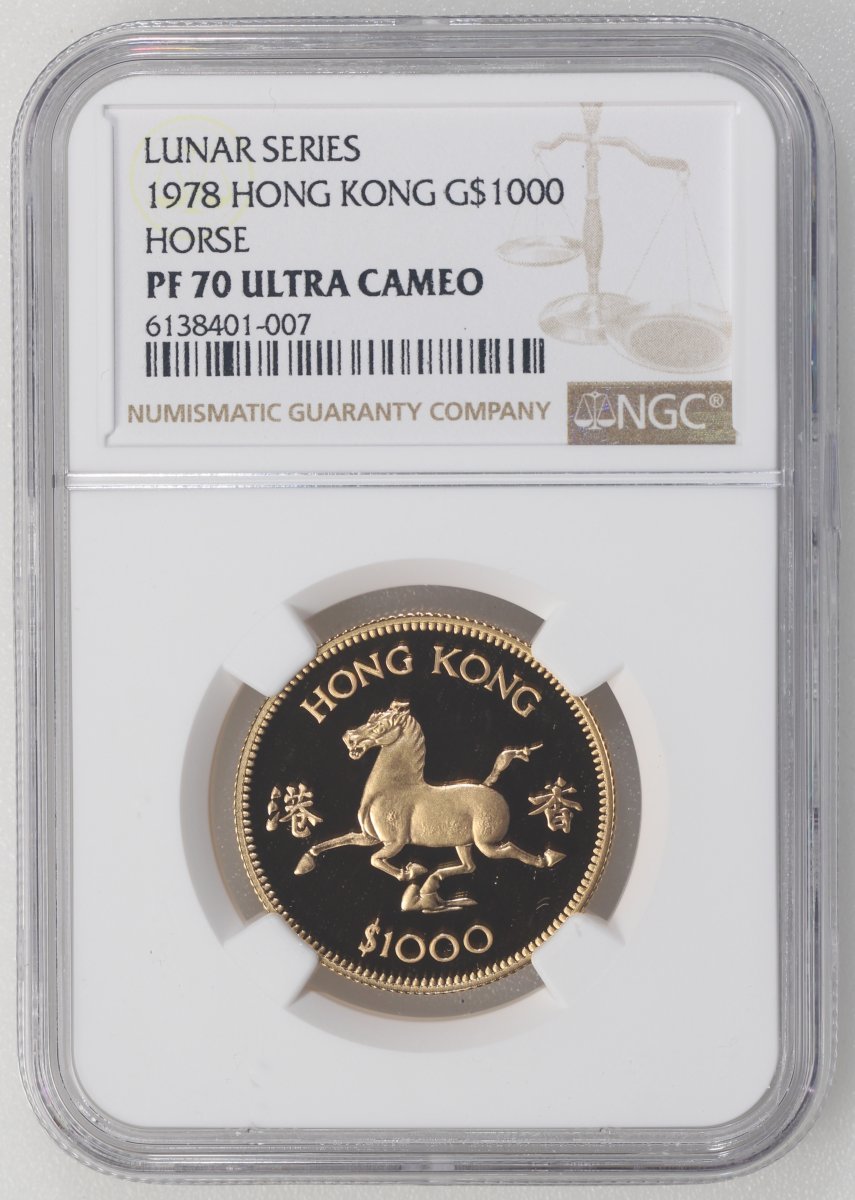 LUNAR SERIES
1978 HONG KONG G$1000
HORSE
PF 70 ULTRA CAMEO
6138401-007
NUMISMATIC GUARANTY COMPANY
NGC®
HONG KONG
港 香
$1000